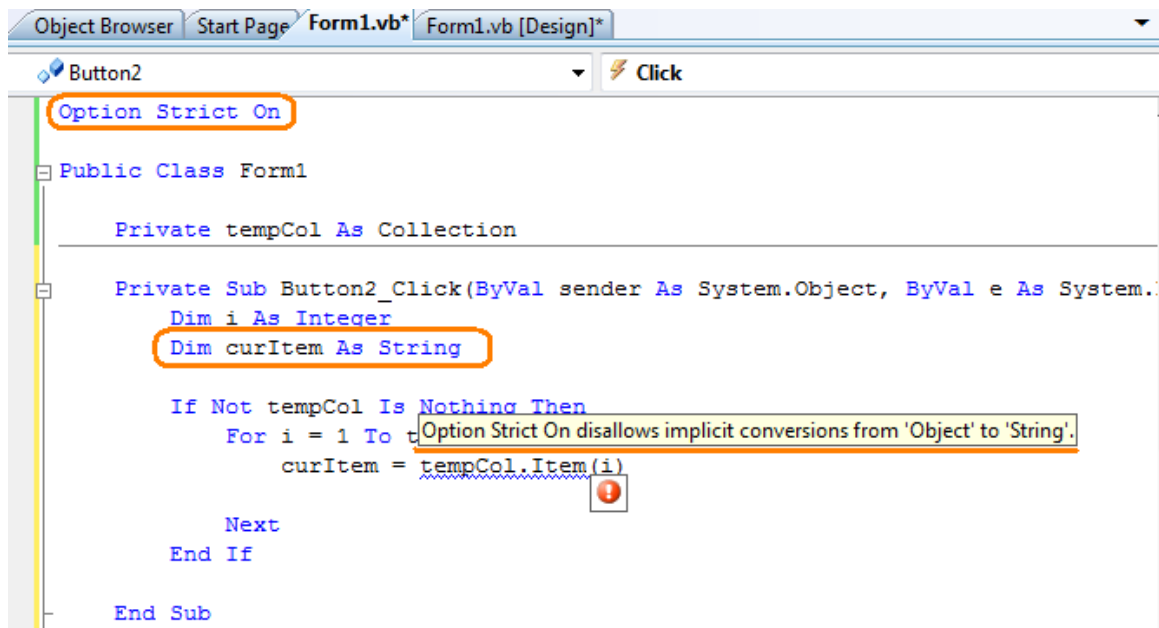 Object Browser Start Page Form1.vb* Form1.vb [Design]*
Button2 Click
Option Strict On
Public Class Form1
Private tempCol As Collection
Private Sub Button2_Click(ByVal sender As System.Object, ByVal e As System.
Dim i As Integer
Dim curItem As String
If Not tempCol Is Nothing Then
For i = 1 To t
Option Strict On disallows implicit conversions from 'Object' to 'String'.
curItem = tempCol.Item(i)
Next
End If
End Sub